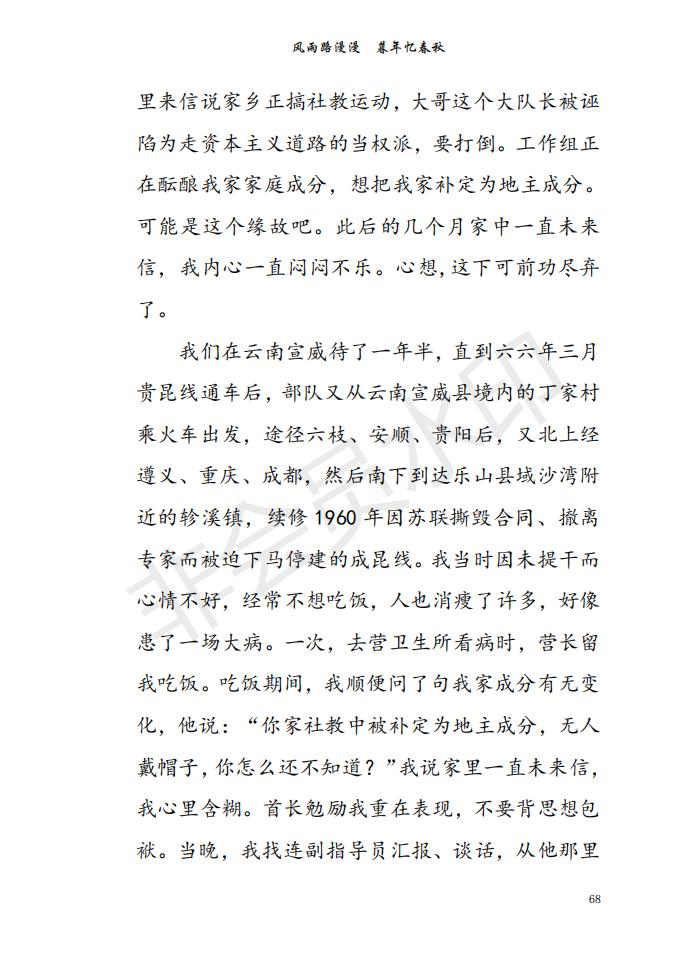 风雨路漫漫　暮年忆春秋
里来信说家乡正搞社教运动，大哥这个大队长被诬
陷为走资本主义道路的当权派，要打倒。工作组正
在酝酿我家家庭成分，想把我家补定为地主成分。
可能是这个缘故吧。此后的几个月家中一直未来
信，我内心一直闷闷不乐。心想，这下可前功尽弃
了。
我们在云南宣威待了一年半，直到六六年三月
贵昆线通车后，部队又从云南宣威县境内的丁家村
乘火车出发，途径六枝、安顺、贵阳后，又北上经
遵义、重庆、成都，然后南下到达乐山县域沙湾附
近的轸溪镇，续修 1960 年因苏联撕毁合同、撤离
专家而被迫下马停建的成昆线。我当时因未提干而
心情不好，经常不想吃饭，人也消瘦了许多，好像
患了一场大病。一次，去营卫生所看病时，营长留
我吃饭。吃饭期间，我顺便问了句我家成分有无变
化，他说：“你家社教中被补定为地主成分，无人
戴帽子，你怎么还不知道？”我说家里一直未来信，
我心里含糊。首长勉励我重在表现，不要背思想包
袱。当晚，我找连副指导员汇报、谈话，从他那里
68
非会员水印